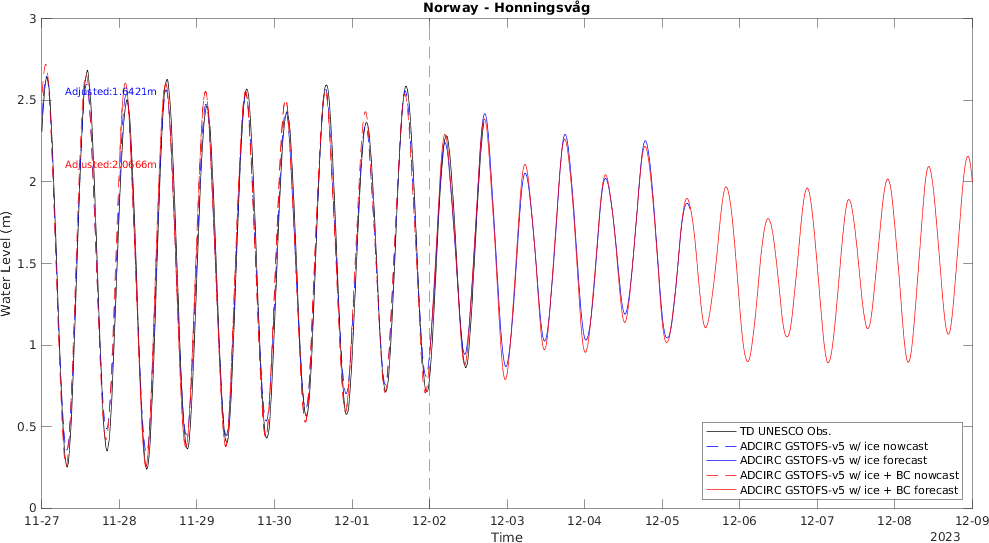 Norway - Honningsvåg
Water Level (m)
3
2.5
2
1.5
1
0.5
0
Adjusted:1.6421m
Adjusted:2.0666m
TD UNESCO Obs.
ADCIRC GSTOFS-v5 w/ ice nowcast
ADCIRC GSTOFS-v5 w/ ice forecast
ADCIRC GSTOFS-v5 w/ ice + BC nowcast
ADCIRC GSTOFS-v5 w/ ice + BC forecast
11-27 11-28 11-29 11-30 12-01 12-02 12-03 12-04 12-05 12-06 12-07 12-08 12-09
Time
2023